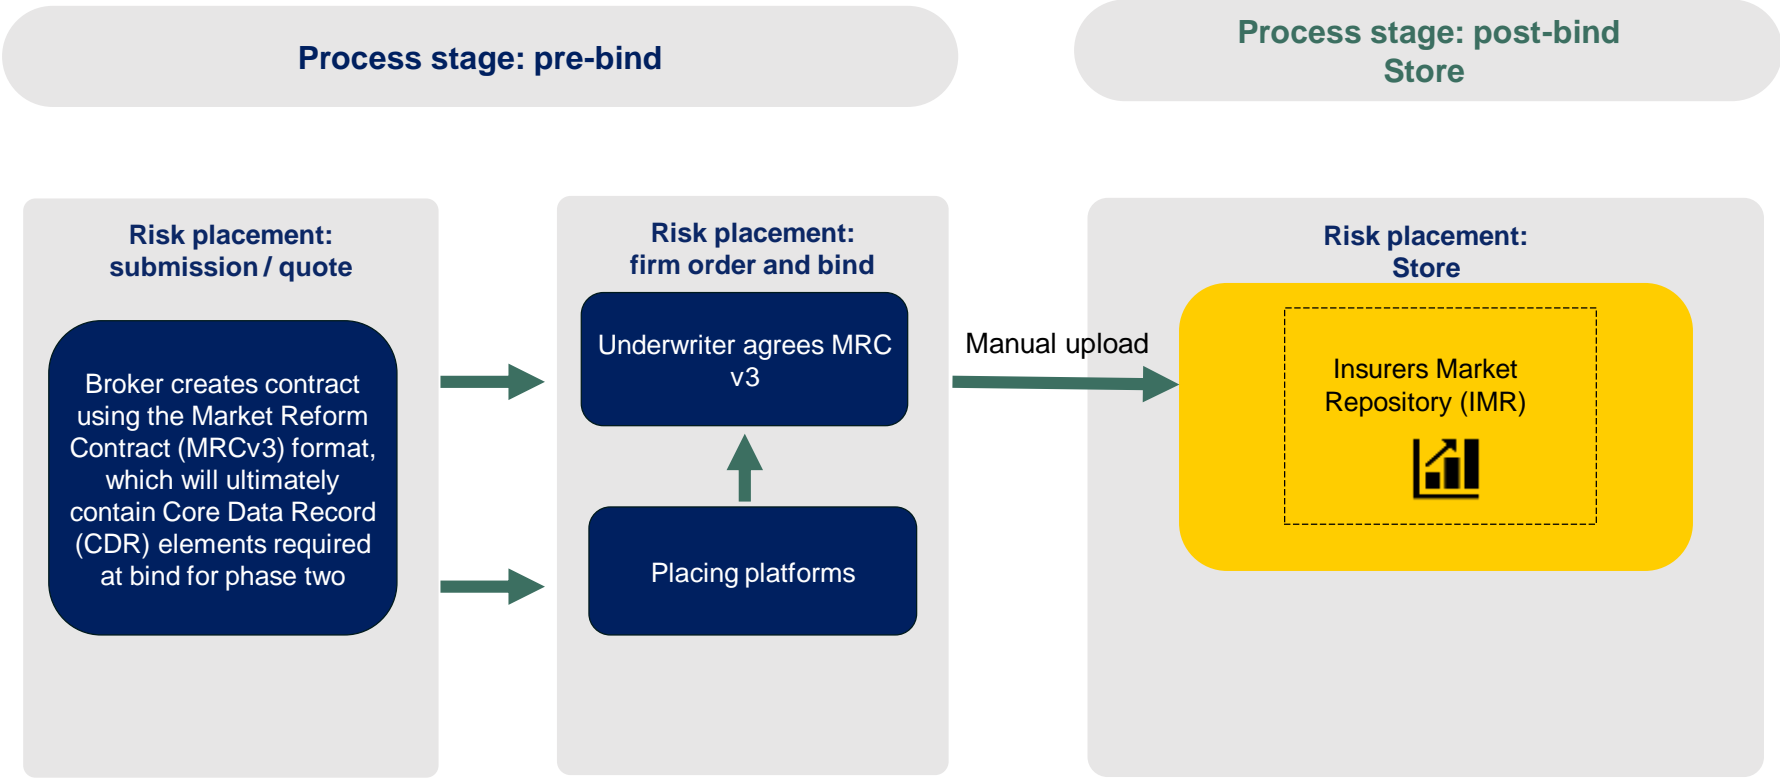 Process stage: pre-bind
Process stage: post-bind
Store
Risk placement:
submission / quote
Broker creates contract
using the Market Reform
Contract (MRCv3) format,
which will ultimately
contain Core Data Record
(CDR) elements required
at bind for phase two
Risk placement:
firm order and bind
Underwriter agrees MRC
v3
Placing platforms
Manual upload
Risk placement:
Store
Insurers Market
Repository (IMR)